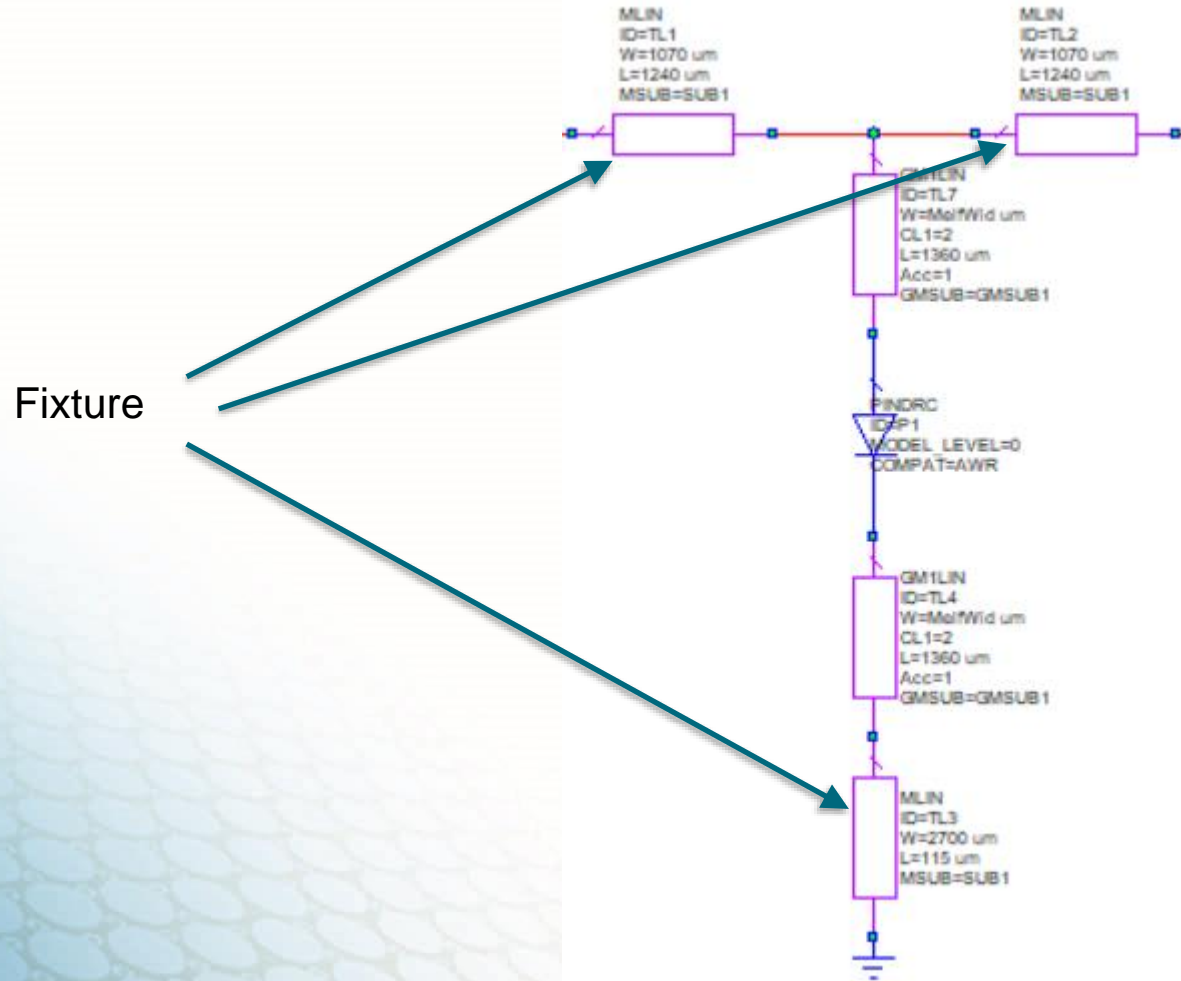 MLIN
ID=TL1
W=1070 um
L=1240 um
MSUB=SUB1
MLIN
ID=TL2
W=1070 um
L=1240 um
MSUB=SUB1
GM1LIN
ID=TL7
W=MelfWid um
CL1=2
L=1360 um
Acc=1
GMSUB=GMSUB1
Fixture
PINDRC
ID=P1
MODEL_LEVEL=0
COMPAT=AWR
GM1LIN
ID=TL4
W=MelfWid um
CL1=2
L=1360 um
Acc=1
GMSUB=GMSUB1
MLIN
ID=TL3
W=2700 um
L=115 um
MSUB=SUB1